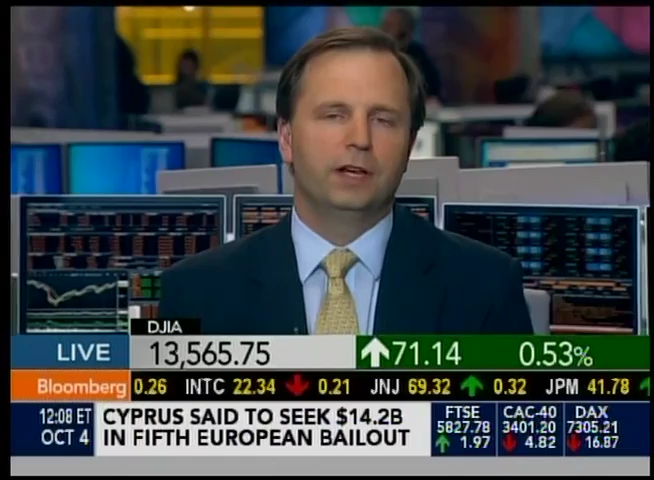 DJIA
LIVE 13,565.75 71.14 0.53%
Bloomberg 0.26 INTC 22.34 0.21 JNJ 69.32 0.32 JPM 41.78
12:08 ET
OCT 4
CYPRUS SAID TO SEEK $14.2B
IN FIFTH EUROPEAN BAILOUT
FTSE
5827.78
1.97
CAC-40
3401.20
4.82
DAX
7305.21
16.87